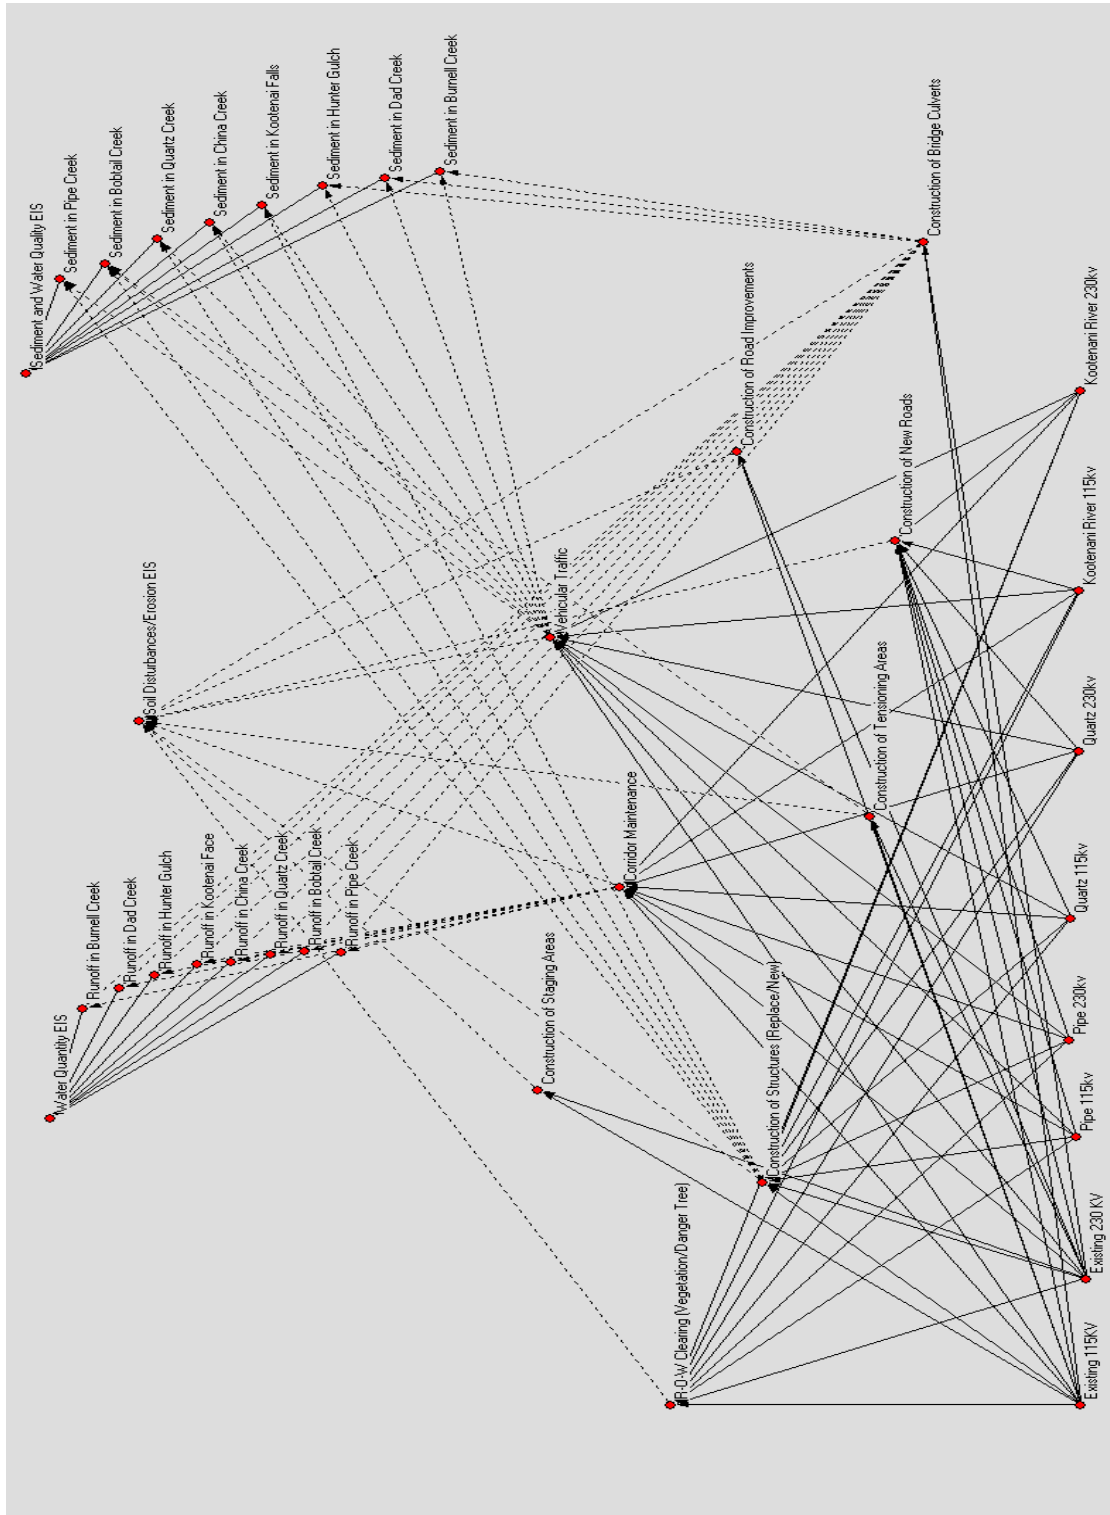 Water Quantity EIS
Runoff in Burnell Creek
Runoff in Dad Creek
Runoff in Hunter Gulch
Runoff in Kootenai Face
Runoff in China Creek
Runoff in Quartz Creek
Runoff in Bobtail Creek
Runoff in Pipe Creek
Soil Disturbances/Erosion EIS
Sediment and Water Quality EIS
Sediment in Pipe Creek
Sediment in Bobtail Creek
Sediment in Quartz Creek
Sediment in China Creek
Sediment in Kootenai Falls
Sediment in Hunter Gulch
Sediment in Dad Creek
Sediment in Burnell Creek
R-O-W Clearing (Vegetation/Danger Tree)
Construction of Structures (Replace/New)
Construction of Staging Areas
Corridor Maintenance
Construction of Tensioning Areas
Vehicular Traffic
Construction of New Roads
Construction of Road Improvements
Construction of Bridge Culverts
Existing 115KV
Existing 230 KV
Pipe 115kv
Pipe 230kv
Quartz 115kv
Quartz 230kv
Kootenani River 115kv
Kootenani River 230kv